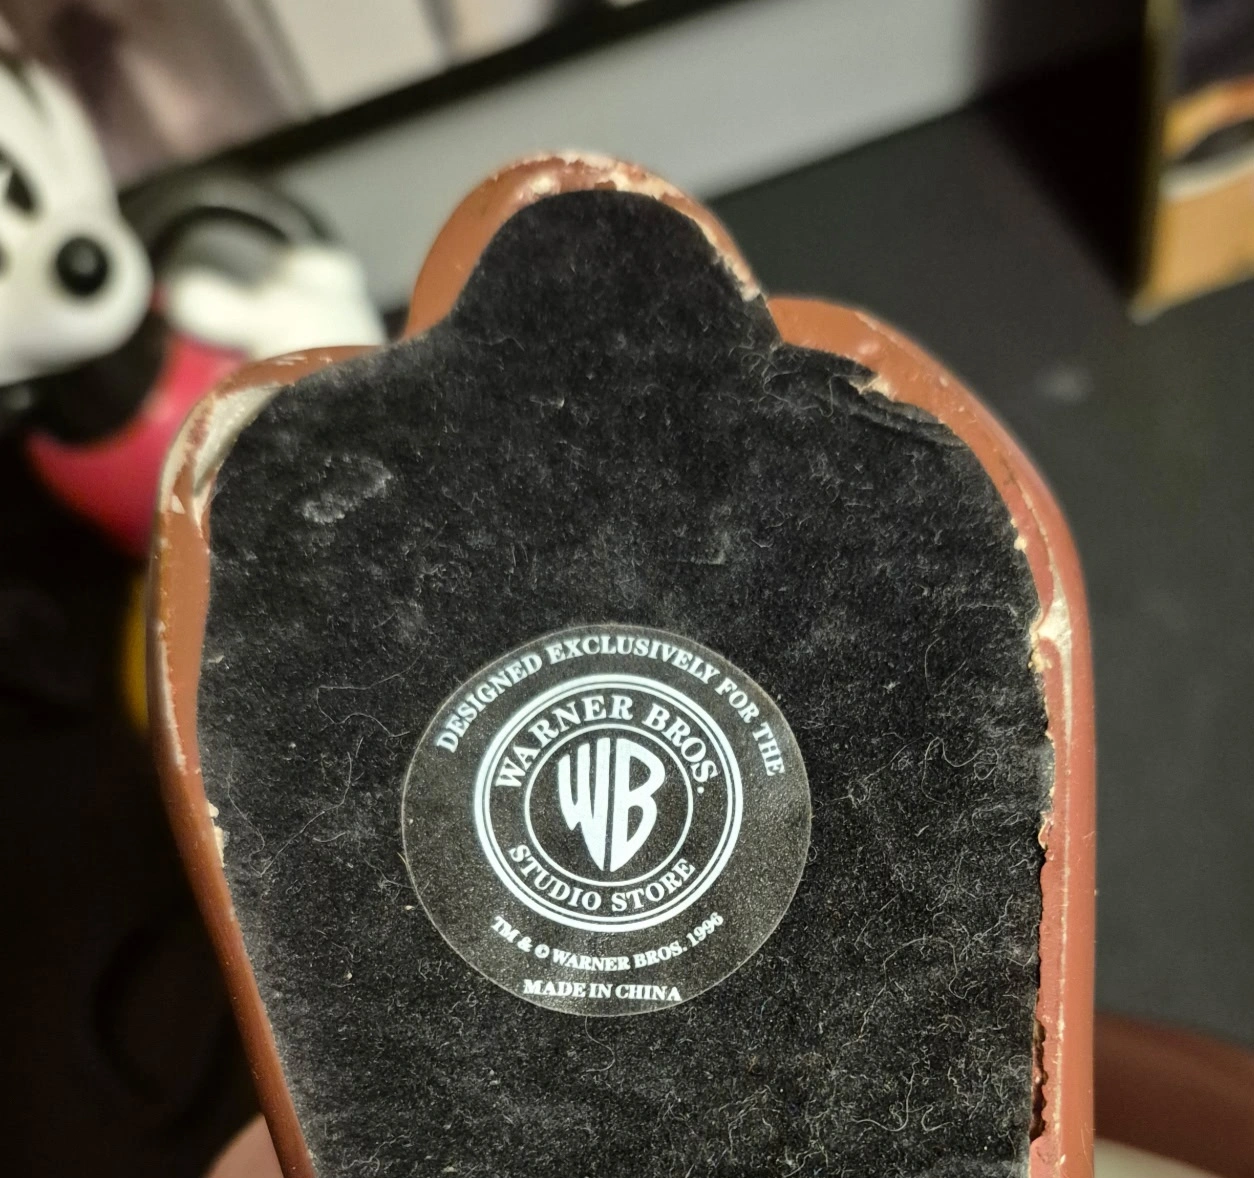 DESIGNED EXCLUSIVELY FOR THE
WARNER BROS.
WB
STUDIO STORE
TM & © WARNER BROS. 1996
MADE IN CHINA